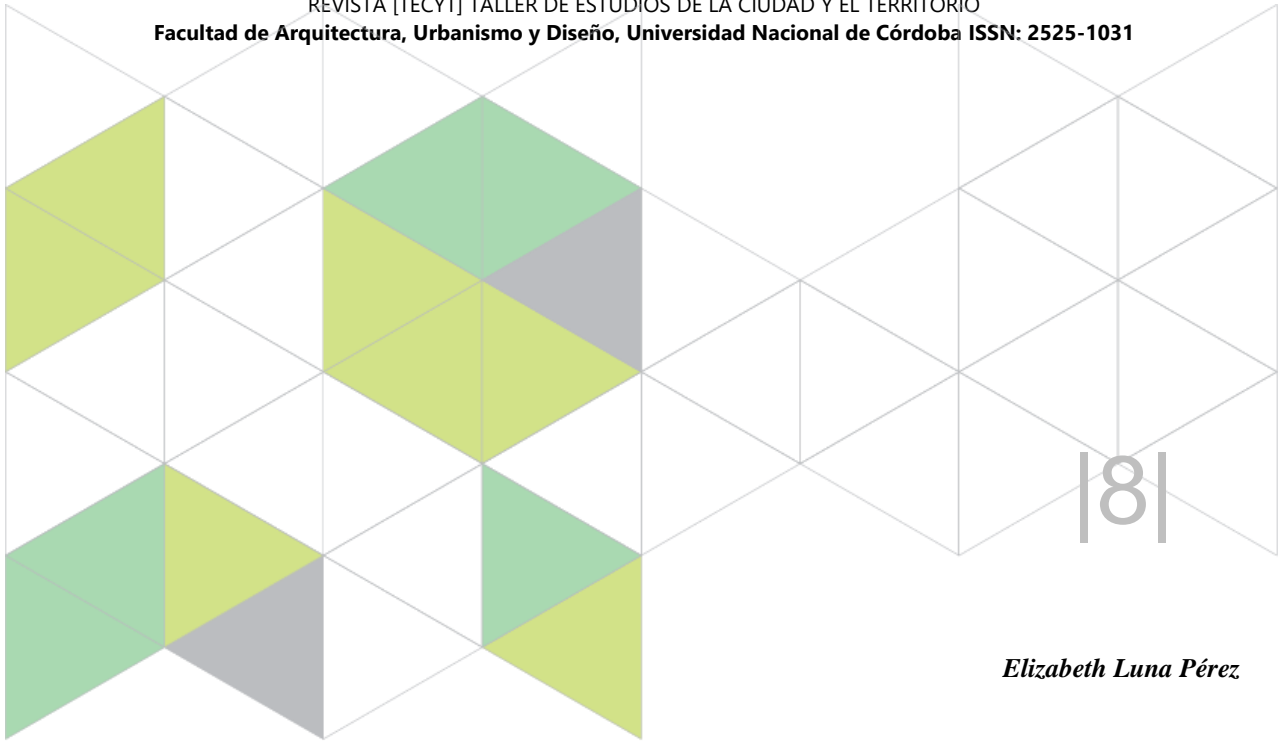 REVISTA [TECYT] TALLER DE ESTUDIOS DE LA CIUDAD Y EL TERRITORIO
Facultad de Arquitectura, Urbanismo y Diseño, Universidad Nacional de Córdoba ISSN: 2525-1031
|8|
Elizabeth Luna Pérez